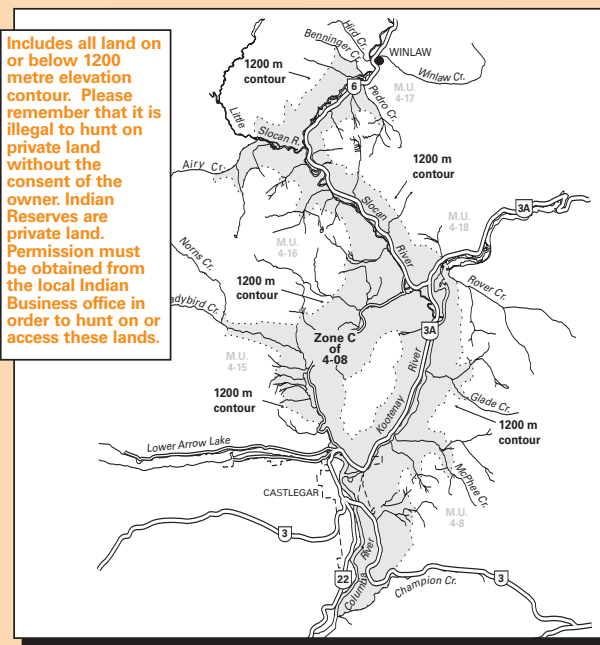 Includes all land on
or below 1200
metre elevation
contour. Please
remember that it is
illegal to hunt on
private land
without the
consent of the
owner. Indian
Reserves are
private land.
Permission must
be obtained from
the local Indian
Business office in
order to hunt on or
access these lands.
Hird Cr.
Benninger Cr.
WINLAW
1200 m
contour
Winlaw Cr.
6
M.U.
4-17
Pedro Cr.
Little
Slocan R.
1200 m
contour
Airy Cr.
Slocan
River
3A
M.U.
4-18
M.U.
4-16
Norns Cr.
1200 m
contour
Rover Cr.
adybird Cr.
Zone C
of
4-08
3A
M.U.
4-15
River
Kootenay
1200 m
contour
Glade Cr.
1200 m
contour
Lower Arrow Lake
McPhee Cr.
CASTLEGAR
M.U.
4-8
3
River
Columbia
22
Champion Cr.
3